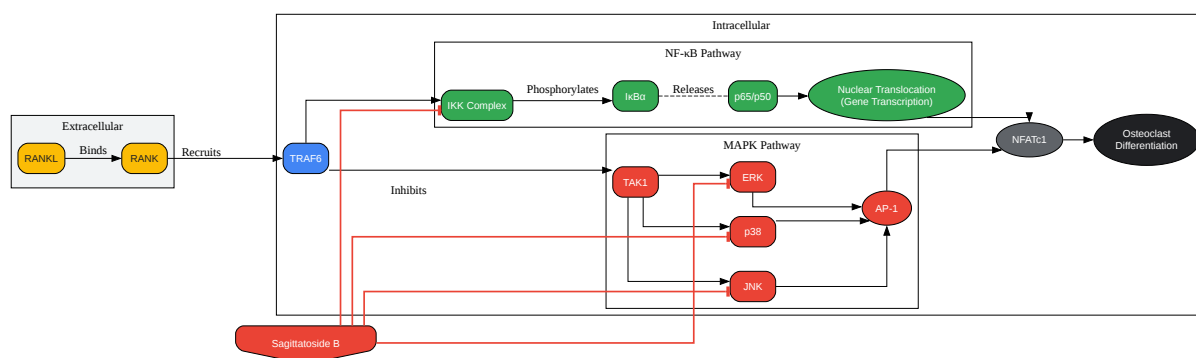 Intracellular
NF-κB Pathway
IKK Complex
Phosphorylates
IκBα
Releases
p65/p50
Nuclear Translocation
(Gene Transcription)
Extracellular
RANKL
Binds
RANK
Recruits
TRAF6
NFATc1
Osteoclast
Differentiation
MAPK Pathway
Inhibits
TAK1
ERK
p38
JNK
AP-1
Sagittatoside B